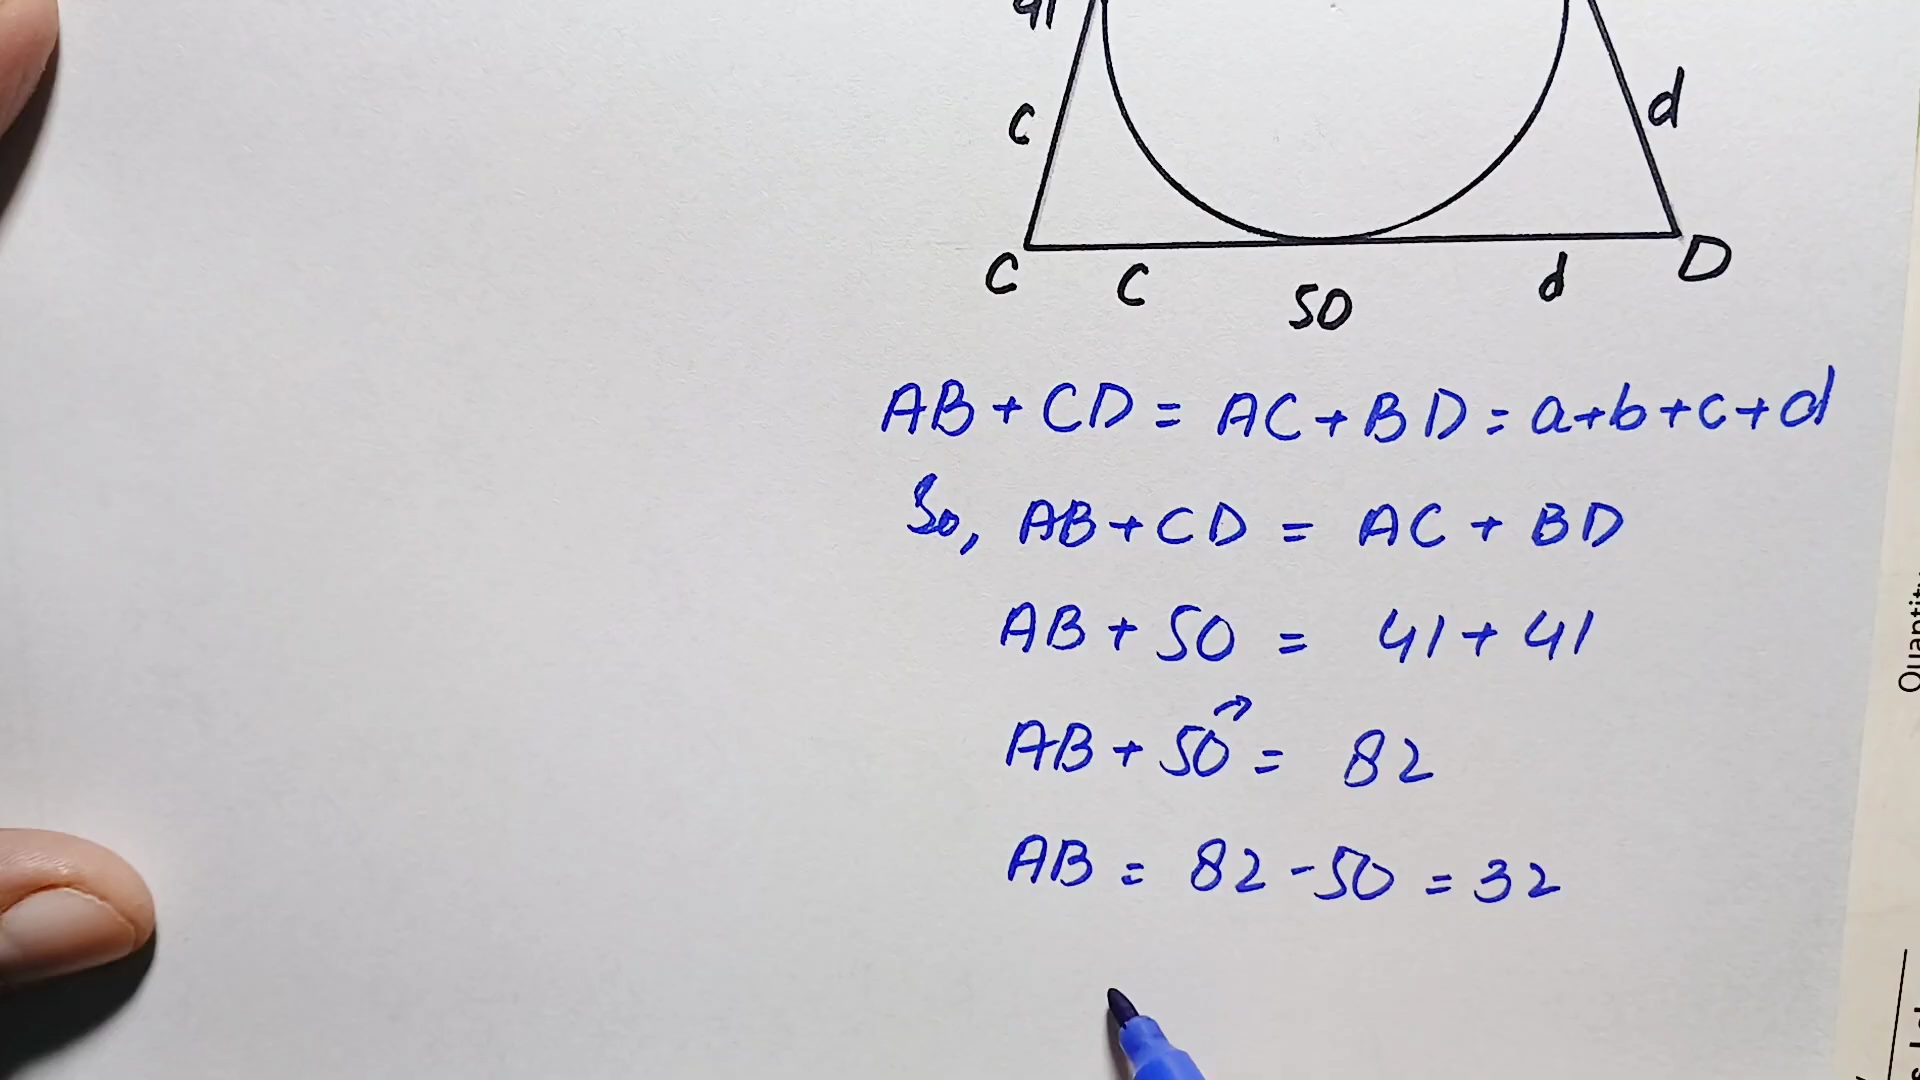 41
c
d
C
c
50
d
D
AB + CD = AC + BD = a+b+c+d
So, AB + CD = AC + BD
AB + 50 = 41 + 41
AB + 50 = 82
AB = 82 - 50 = 32
Quantity